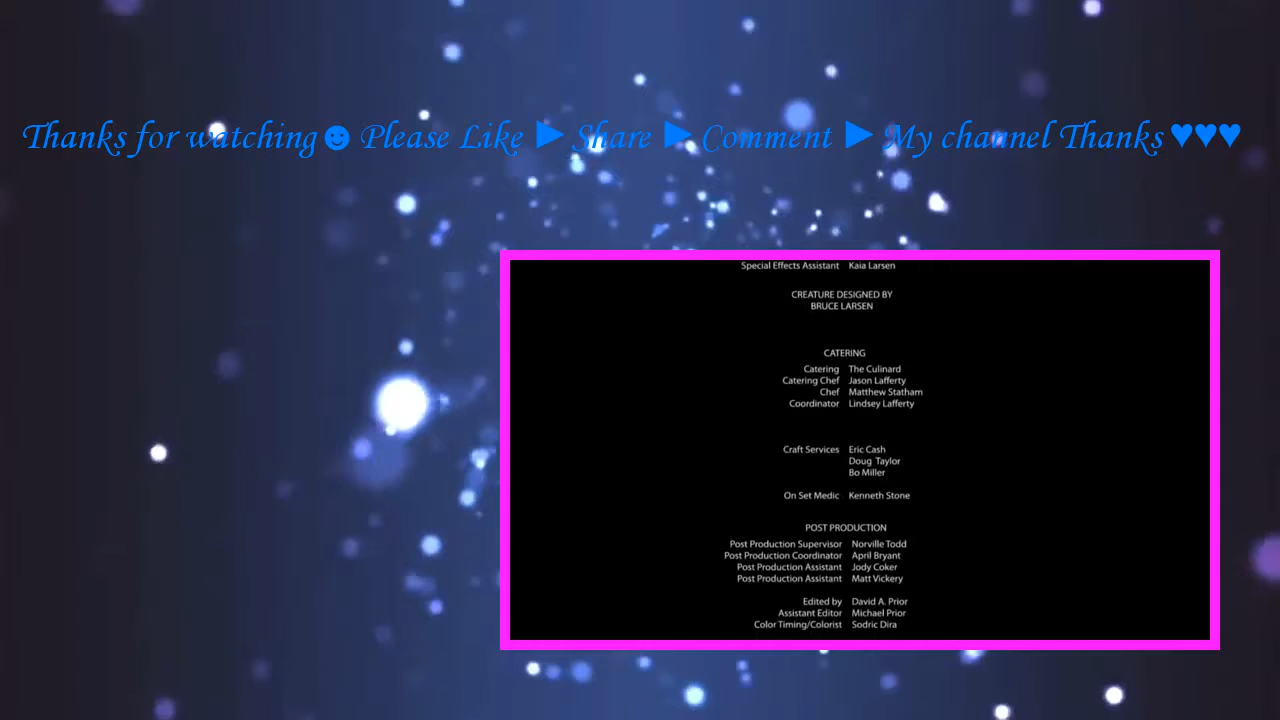 Thanks for watching☻Please Like ► Share ► Comment ► My channel Thanks ♥♥♥
Special Effects Assistant Kaia Larsen
CREATURE DESIGNED BY
BRUCE LARSEN
CATERING
Catering The Culinard
Catering Chef Jason Lafferty
Chef Matthew Statham
Coordinator Lindsey Lafferty
Craft Services Eric Cash
Doug Taylor
Bo Miller
On Set Medic Kenneth Stone
POST PRODUCTION
Post Production Supervisor Norville Todd
Post Production Coordinator April Bryant
Post Production Assistant Jody Coker
Post Production Assistant Matt Vickery
Edited by David A. Prior
Assistant Editor Michael Prior
Color Timing/Colorist Sodric Dira